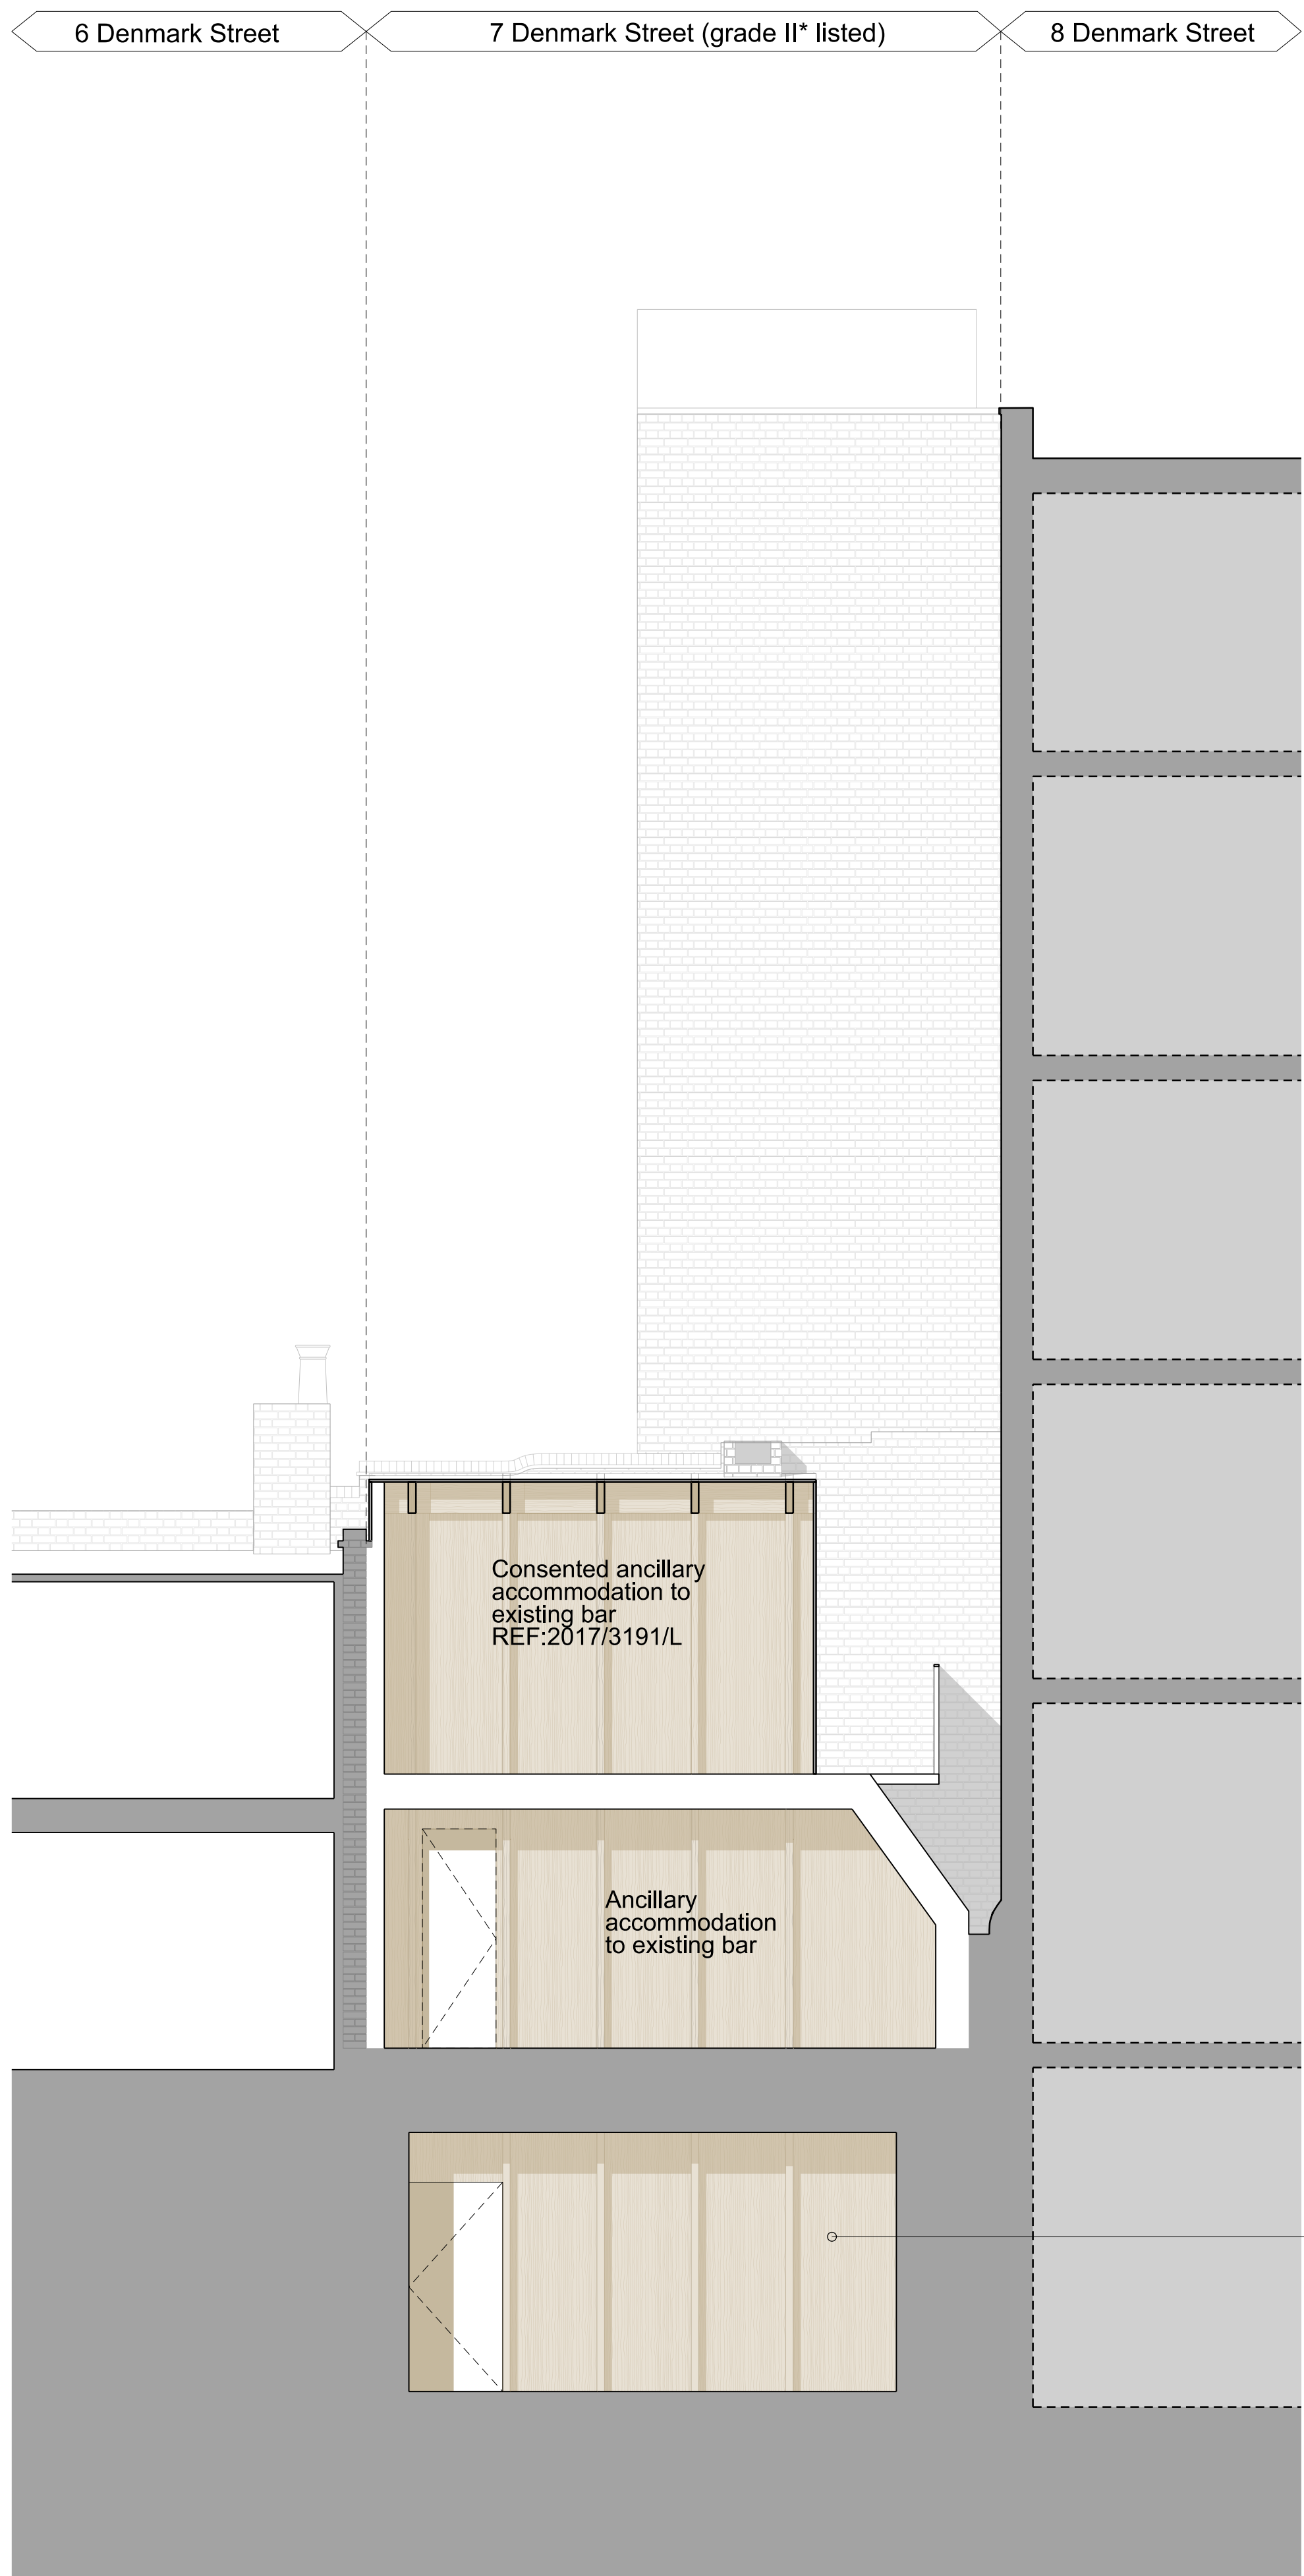 6 Denmark Street
7 Denmark Street (grade II* listed)
8 Denmark Street
Consented ancillary
accommodation to
existing bar
REF:2017/3191/L
Ancillary
accommodation
to existing bar